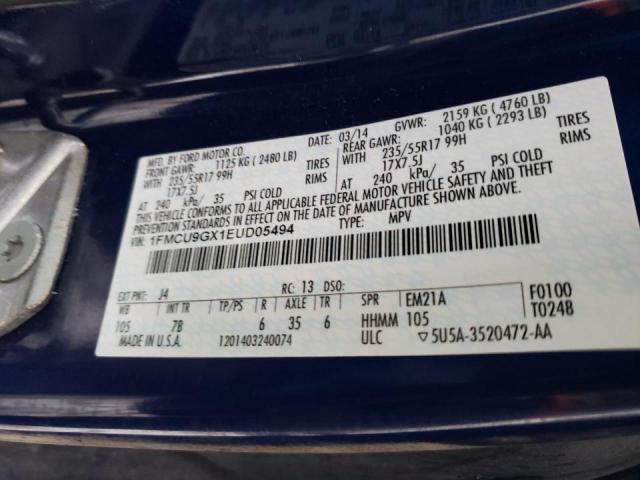 MFD. BY FORD MOTOR CO.
DATE: 03/14 GVWR: 2159 KG ( 4760 LB)
FRONT GAWR: 1125 KG ( 2480 LB) REAR GAWR: 1040 KG ( 2293 LB)
WITH 235/55R17 99H TIRES WITH 235/55R17 99H TIRES
17X7.5J RIMS 17X7.5J RIMS
AT 240 kPa/ 35 PSI COLD AT 240 kPa/ 35 PSI COLD
THIS VEHICLE CONFORMS TO ALL APPLICABLE FEDERAL MOTOR VEHICLE SAFETY AND THEFT
PREVENTION STANDARDS IN EFFECT ON THE DATE OF MANUFACTURE SHOWN ABOVE.
VIN: 1FMCU9GX1EUD05494 TYPE: MPV
EXT PNT: J4 RC: 13 DSO: F0100
WB INT TR TP/PS R AXLE TR SPR EM21A T0248
105 7B 6 35 6 HHMM 105
1201403240074 ULC ▽5U5A-3520472-AA